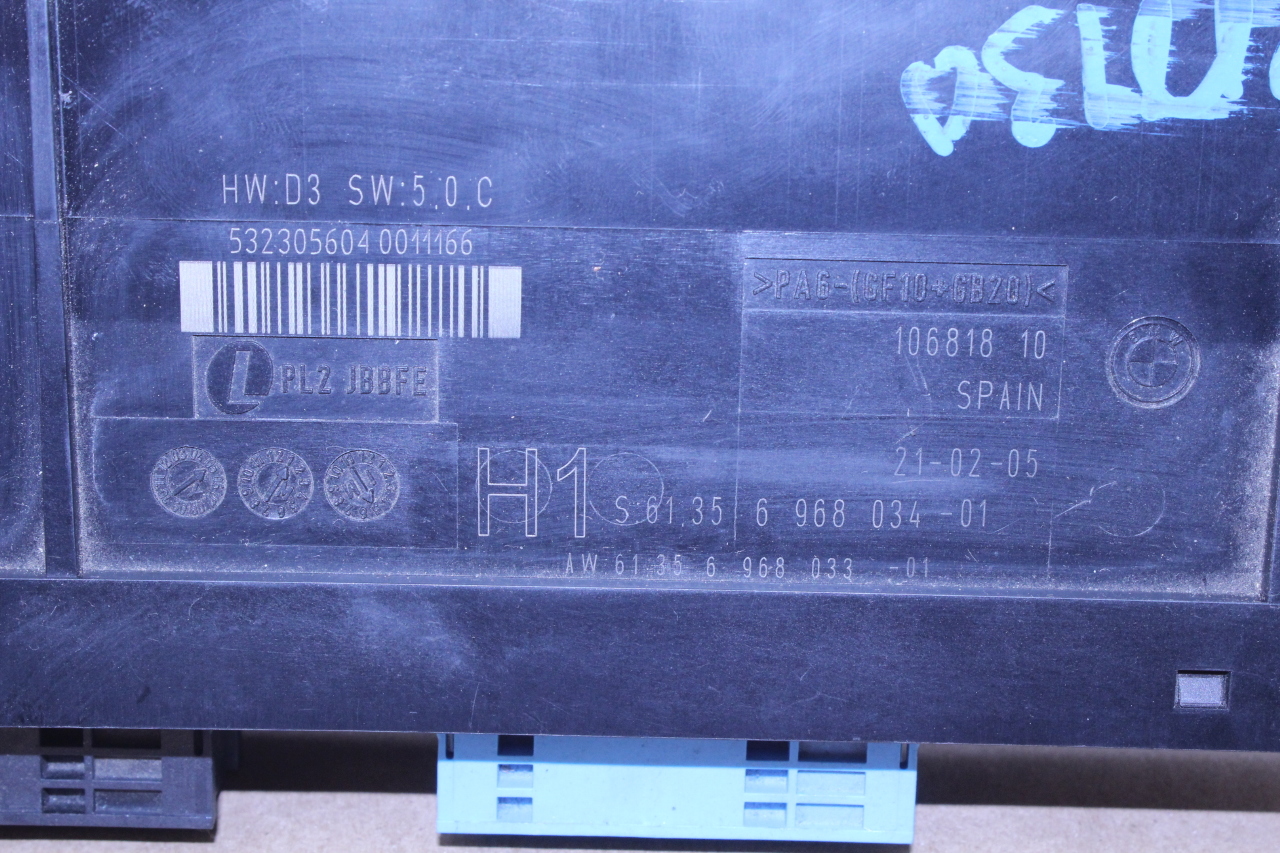 HW:D3 SW:5.0.C
532305604 0011166
>PA6-(GF10+GB20)<
106818 10
SPAIN
L PL2 JBBFE
21-02-05
H1 S:61.35 6 968 034-01
AW 61.35 6 968 033 -01